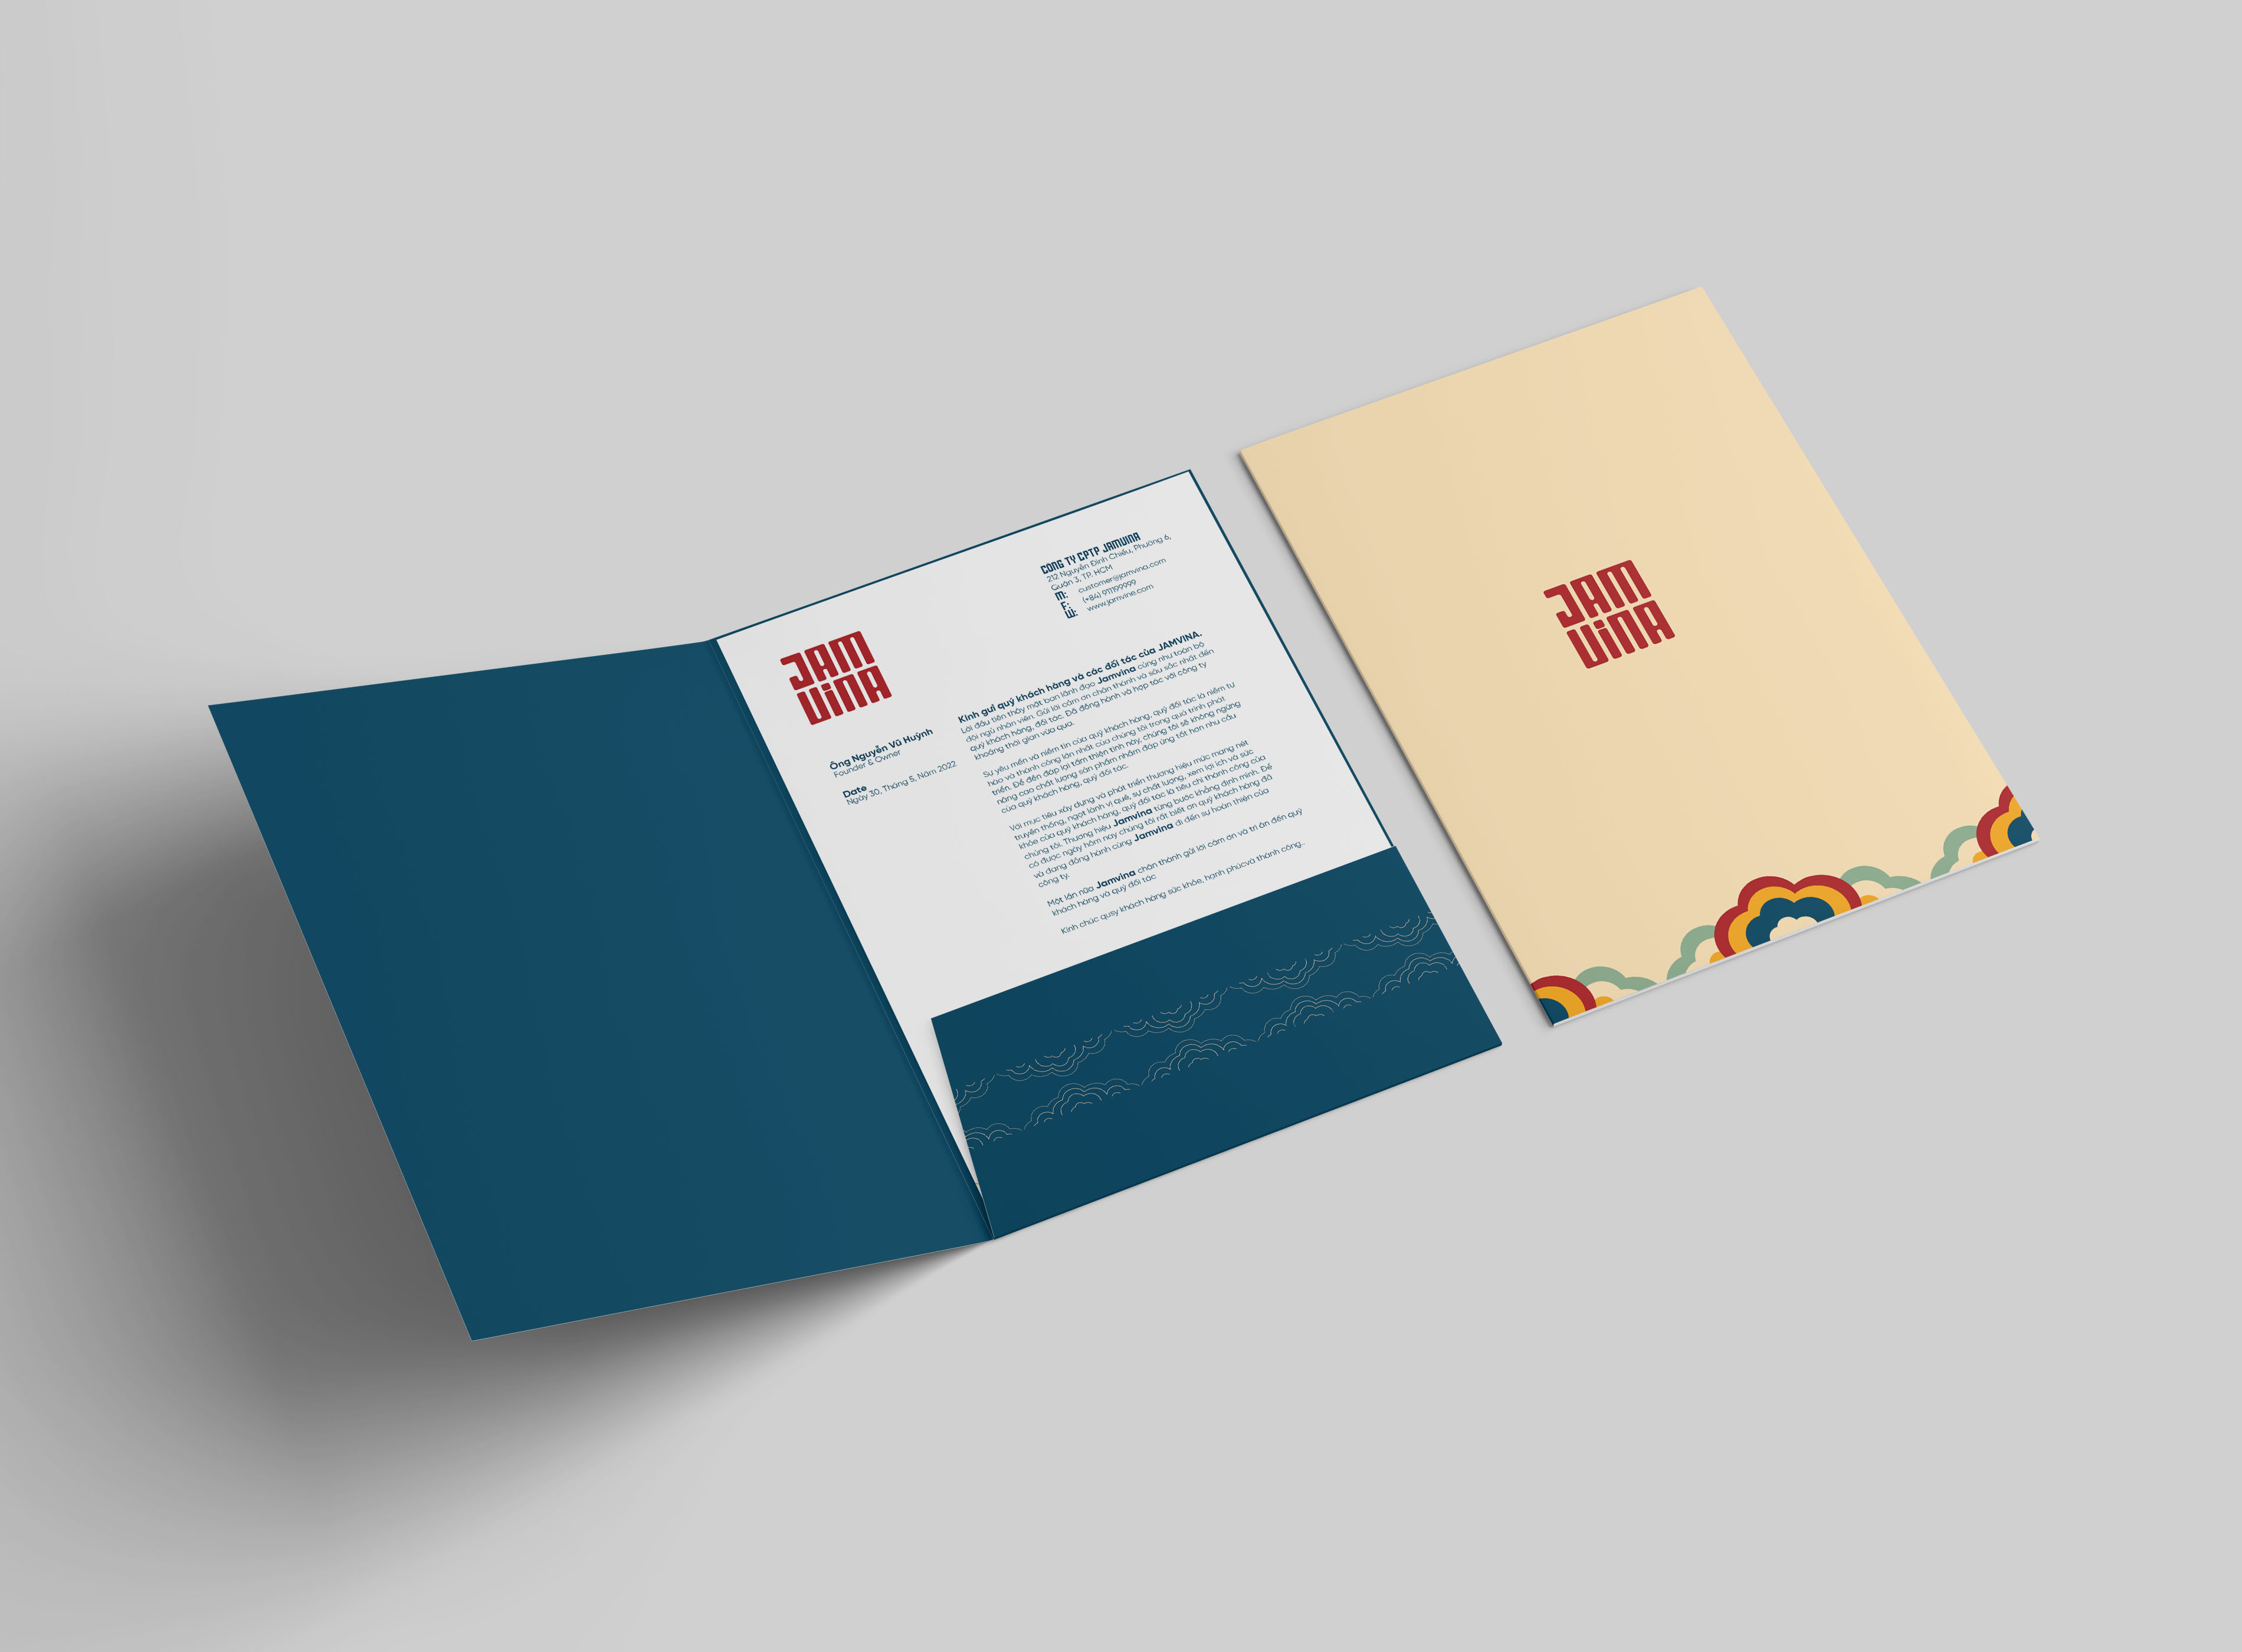 JAM
ViNA
CÔNG TY CPTP JAMVINA
212 Nguyễn Đình Chiểu, Phường 6,
Quận 3, TP. HCM
M: customer@jamvina.com
F: (+84) 911199999
W: www.jamvine.com
Ông Nguyễn Vũ Huỳnh
Founder & Owner
Date
Ngày 30, Tháng 5, Năm 2022
Kính gửi quý khách hàng và các đối tác của JAMVINA.
Lời đầu tiên thay mặt ban lãnh đạo Jamvina cũng như toàn bộ
đội ngũ nhân viên. Gửi lời cảm ơn chân thành và sâu sắc nhất đến
quý khách hàng, đối tác. Đã đồng hành và hợp tác với công ty
khoảng thời gian vừa qua.
Sự yêu mến và niềm tin của quý khách hàng, quý đối tác là niềm tự
hào và thành công lớn nhất của chúng tôi trong quá trình phát
triển. Để đền đáp lại tấm thiện tình này, chúng tôi sẽ không ngừng
nâng cao chất lượng sản phẩm nhằm đáp ứng tốt hơn nhu cầu
của quý khách hàng, quý đối tác.
Với mục tiêu xây dựng và phát triển thương hiệu mức mang nét
truyền thống, ngọt lành vị quê, sự chất lượng, xem lợi ích và sức
khỏe của quý khách hàng, quý đối tác là tiêu chí thành công của
chúng tôi. Thương hiệu Jamvina từng bước khẳng định mình. Để
có được ngày hôm nay chúng tôi rất biết ơn quý khách hàng đã
và đang đồng hành cùng Jamvina đi đến sự hoàn thiện của
công ty.
Một lần nữa Jamvina chân thành gửi lời cảm ơn và tri ân đến quý
khách hàng và quý đối tác
Kính chúc qusy khách hàng sức khỏe, hạnh phúcvà thành công..
JAM
ViNA